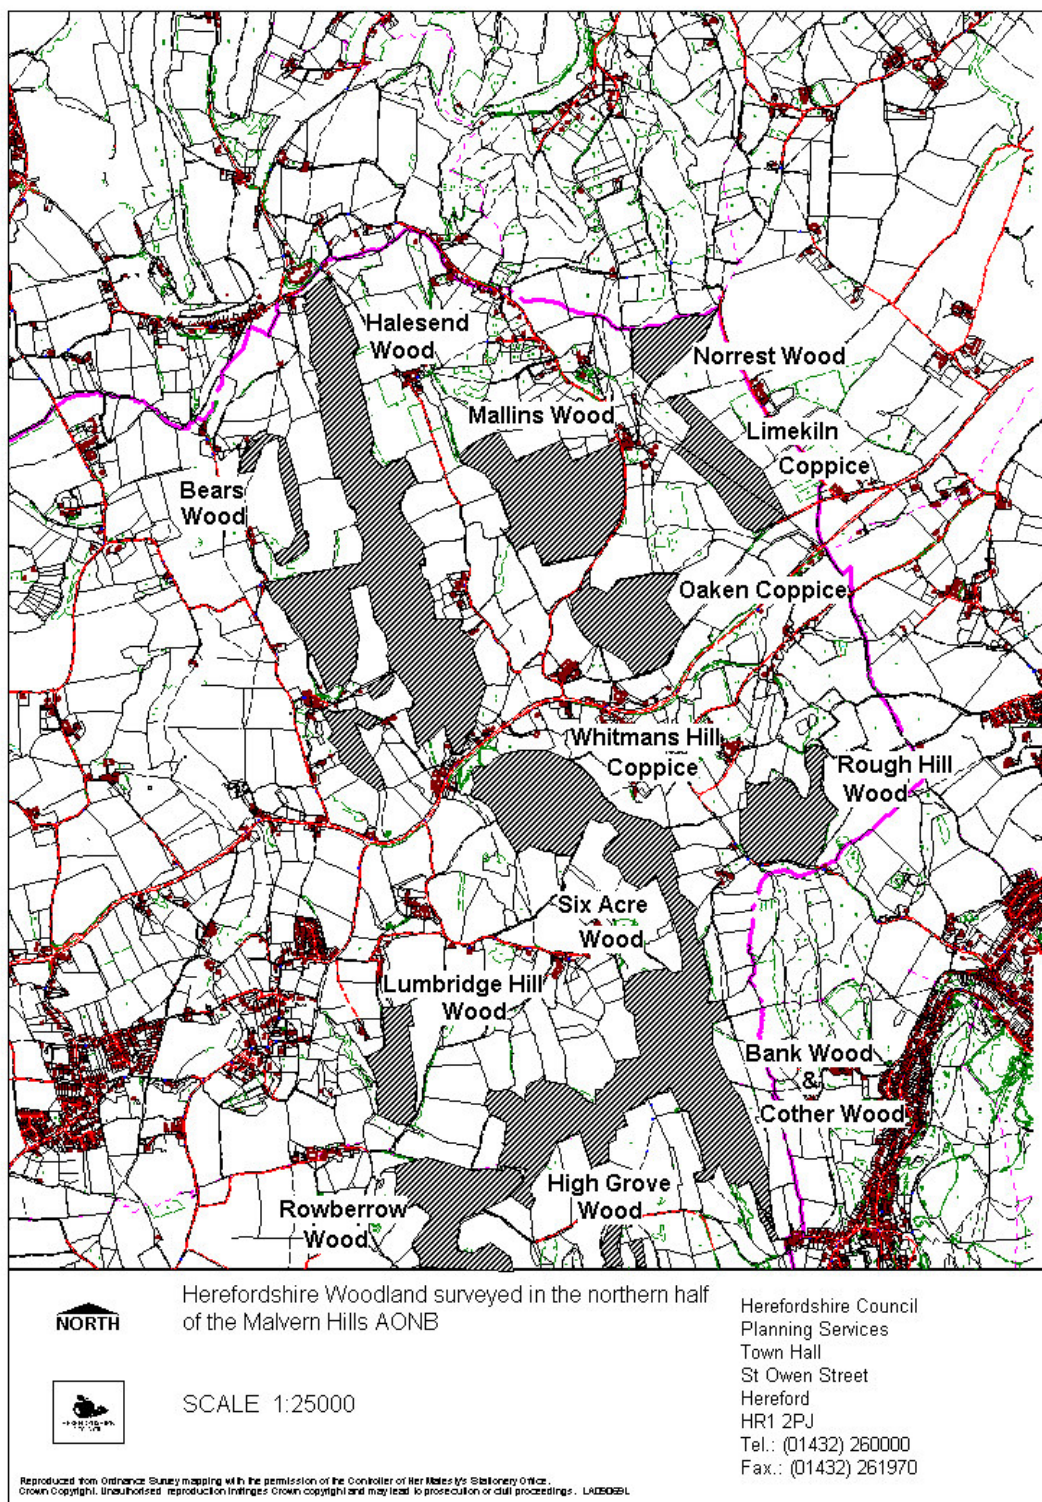 Halesend
Wood
Norrest Wood
Mallins Wood
Limekiln
Coppice
Bears
Wood
Oaken Coppice
Whitmans Hill
Coppice
Rough Hill
Wood
Six Acre
Wood
Lumbridge Hill
Wood
Bank Wood
&
Cother Wood
High Grove
Wood
Rowberrow
Wood
NORTH
Herefordshire Woodland surveyed in the northern half
of the Malvern Hills AONB
SCALE 1:25000
Herefordshire Council
Planning Services
Town Hall
St Owen Street
Hereford
HR1 2PJ
Tel.: (01432) 260000
Fax.: (01432) 261970
Reproduced from Ordnance Survey mapping with the permission of the Controller of Her Majesty's Stationery Office.
Crown Copyright. Unauthorised reproduction infringes Crown copyright and may lead to prosecution or civil proceedings. LA09069L